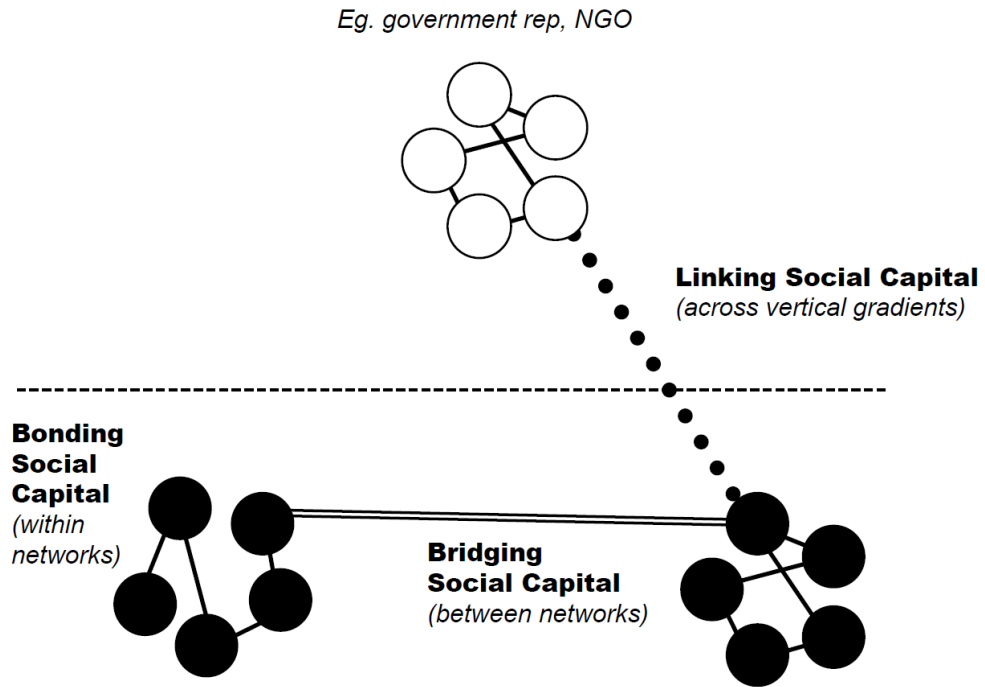 Eg. government rep, NGO
Linking Social Capital
(across vertical gradients)
Bonding
Social
Capital
(within
networks)
Bridging
Social Capital
(between networks)